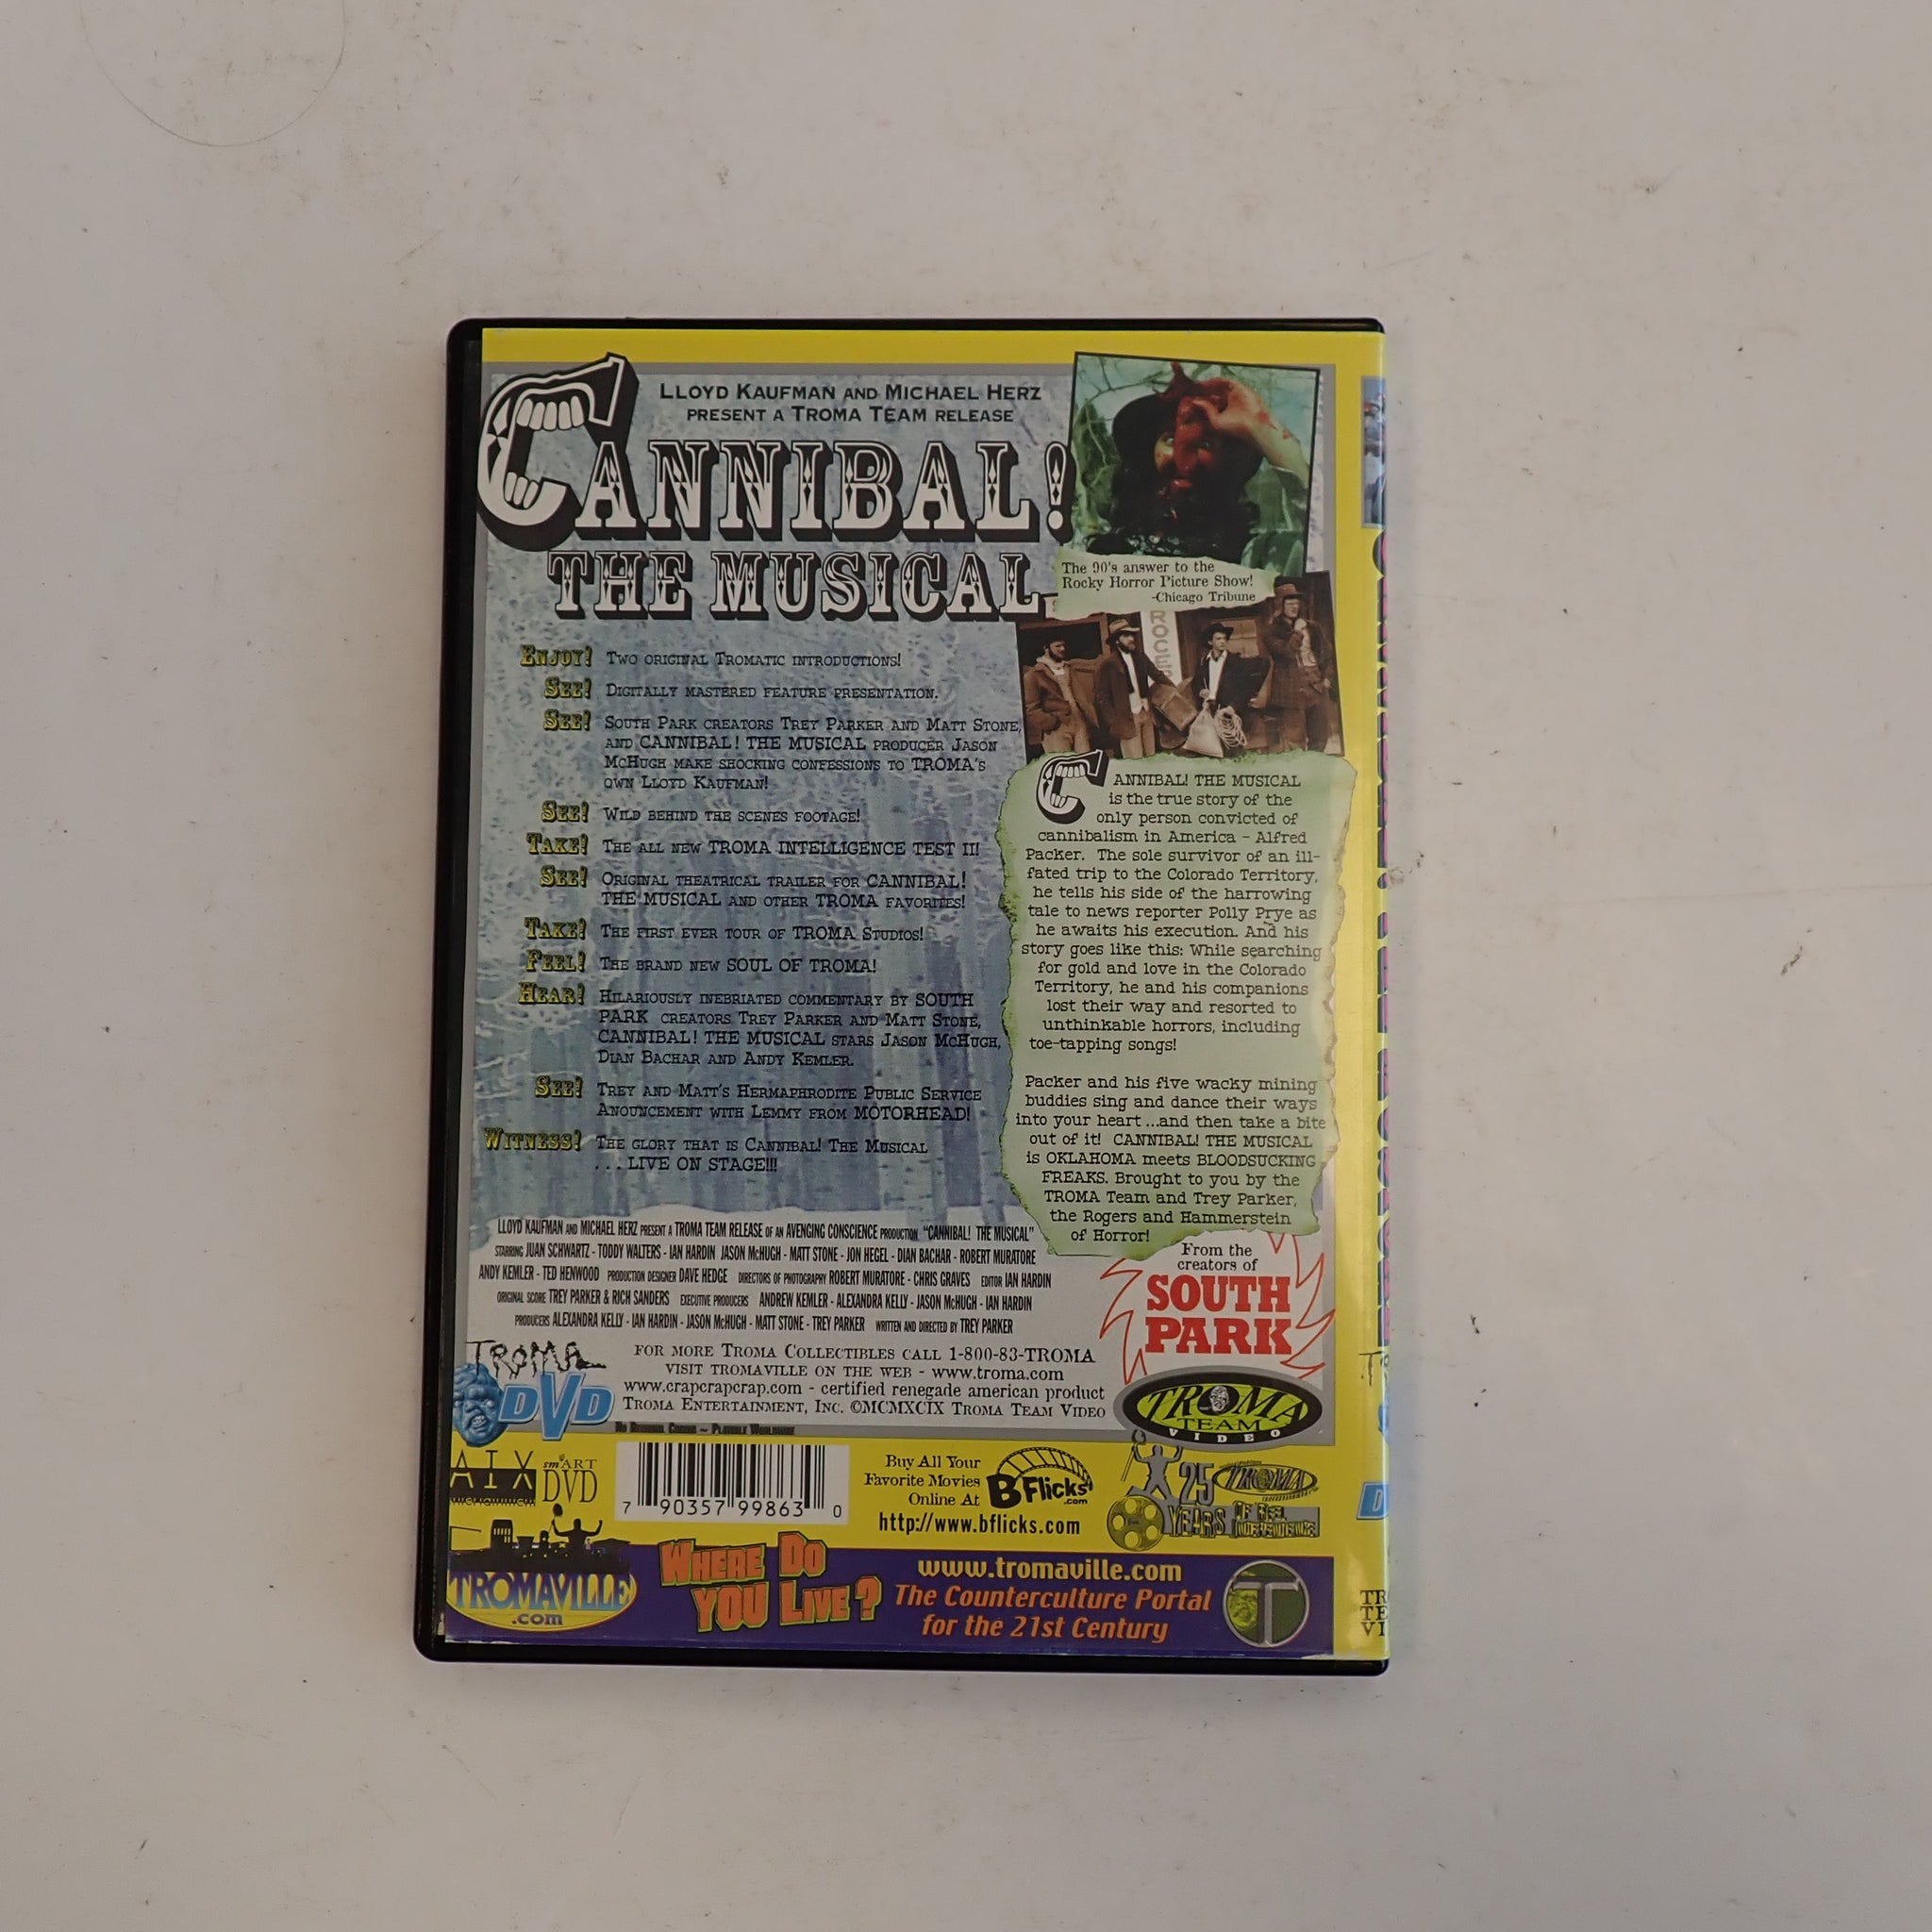 LLOYD KAUFMAN AND MICHAEL HERZ
PRESENT A TROMA TEAM RELEASE
CANNIBAL!
THE MUSICAL
The 90's answer to the
Rocky Horror Picture Show!
-Chicago Tribune
ENJOY! TWO ORIGINAL TROMATIC INTRODUCTIONS!
SEE! DIGITALLY MASTERED FEATURE PRESENTATION.
SEE! SOUTH PARK CREATORS TREY PARKER AND MATT STONE,
AND CANNIBAL! THE MUSICAL PRODUCER JASON
MCHUGH MAKE SHOCKING CONFESSIONS TO TROMA'S
OWN LLOYD KAUFMAN!
SEE! WILD BEHIND THE SCENES FOOTAGE!
TAKE! THE ALL NEW TROMA INTELLIGENCE TEST II!
SEE! ORIGINAL THEATRICAL TRAILER FOR CANNIBAL!
THE MUSICAL AND OTHER TROMA FAVORITES!
TAKE! THE FIRST EVER TOUR OF TROMA STUDIOS!
FEEL! THE BRAND NEW SOUL OF TROMA!
HEAR! HILARIOUSLY INEBRIATED COMMENTARY BY SOUTH
PARK CREATORS TREY PARKER AND MATT STONE,
CANNIBAL! THE MUSICAL STARS JASON MCHUGH,
DIAN BACHAR AND ANDY KEMLER.
SEE! TREY AND MATT'S HERMAPHRODITE PUBLIC SERVICE
ANOUNCEMENT WITH LEMMY FROM MOTORHEAD!
WITNESS! THE GLORY THAT IS CANNIBAL! THE MUSICAL
. . . LIVE ON STAGE!!!
CANNIBAL! THE MUSICAL
is the true story of the
only person convicted of
cannibalism in America – Alfred
Packer. The sole survivor of an ill-
fated trip to the Colorado Territory,
he tells his side of the harrowing
tale to news reporter Polly Prye as
he awaits his execution. And his
story goes like this: While searching
for gold and love in the Colorado
Territory, he and his companions
lost their way and resorted to
unthinkable horrors, including
toe-tapping songs!
Packer and his five wacky mining
buddies sing and dance their ways
into your heart ...and then take a bite
out of it! CANNIBAL! THE MUSICAL
is OKLAHOMA meets BLOODSUCKING
FREAKS. Brought to you by the
TROMA Team and Trey Parker,
the Rogers and Hammerstein
of Horror!
LLOYD KAUFMAN AND MICHAEL HERZ PRESENT A TROMA TEAM RELEASE OF AN AVENGING CONSCIENCE PRODUCTION "CANNIBAL! THE MUSICAL"
STARRING JUAN SCHWARTZ - TODDY WALTERS - IAN HARDIN JASON McHUGH - MATT STONE - JON HEGEL - DIAN BACHAR - ROBERT MURATORE
ANDY KEMLER - TED HENWOOD PRODUCTION DESIGNER DAVE HEDGE DIRECTORS OF PHOTOGRAPHY ROBERT MURATORE - CHRIS GRAVES EDITOR IAN HARDIN
ORIGINAL SCORE TREY PARKER & RICH SANDERS EXECUTIVE PRODUCERS ANDREW KEMLER - ALEXANDRA KELLY - JASON McHUGH - IAN HARDIN
PRODUCERS ALEXANDRA KELLY - IAN HARDIN - JASON McHUGH - MATT STONE - TREY PARKER WRITTEN AND DIRECTED BY TREY PARKER
From the
creators of
SOUTH
PARK
TROMA
DVD
FOR MORE TROMA COLLECTIBLES CALL 1-800-83-TROMA
VISIT TROMAVILLE ON THE WEB - www.troma.com
www.crapcrapcrap.com - certified renegade american product
TROMA ENTERTAINMENT, INC. ©MCMXCIX TROMA TEAM VIDEO
NO REGIONAL CODING ~ PLAYABLE WORLDWIDE
TROMA
TEAM
VIDEO
AIX
smART
DVD
7 90357 99863 0
Buy All Your
Favorite Movies
Online At
BFlicks
.com
http://www.bflicks.com
25
TROMA
YEARS OF
TROMAVILLE
.com
WHERE DO
YOU LIVE?
www.tromaville.com
The Counterculture Portal
for the 21st Century
T